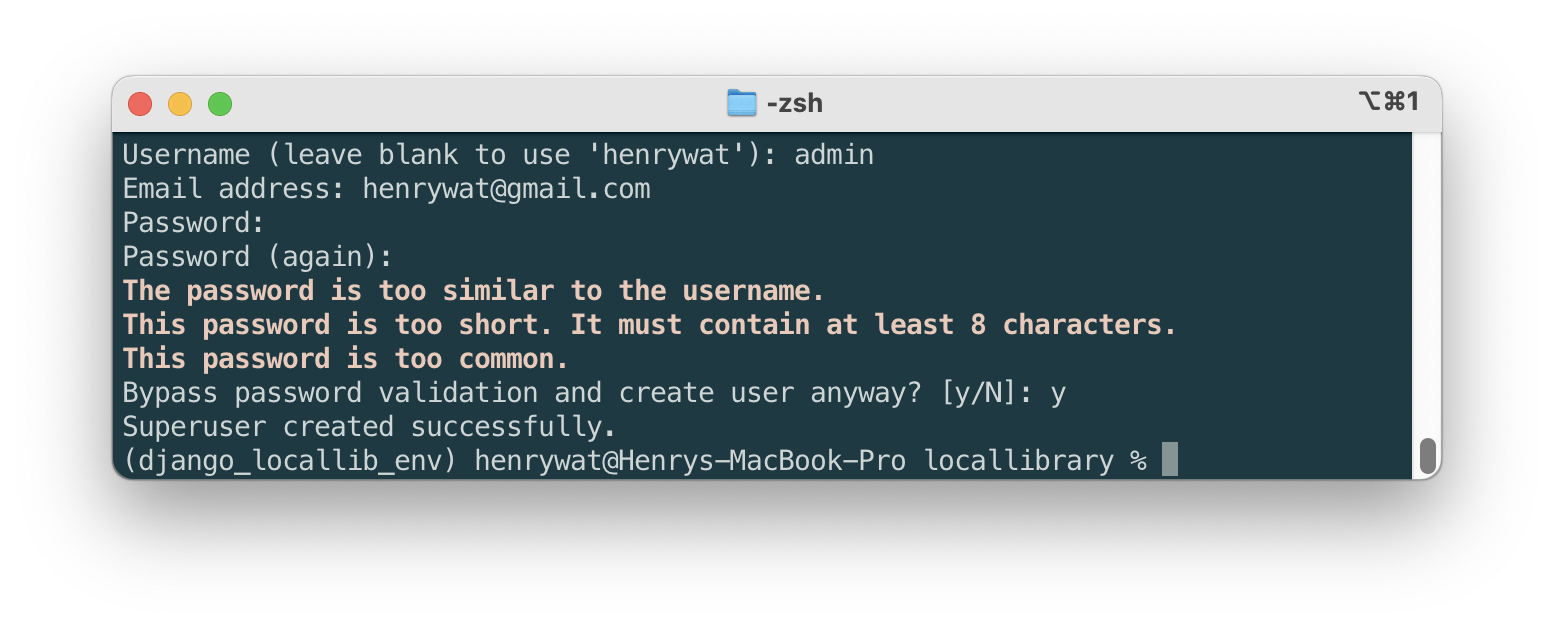 -zsh
⌥⌘1
Username (leave blank to use 'henrywat'): admin
Email address: henrywat@gmail.com
Password:
Password (again):
The password is too similar to the username.
This password is too short. It must contain at least 8 characters.
This password is too common.
Bypass password validation and create user anyway? [y/N]: y
Superuser created successfully.
(django_locallib_env) henrywat@Henrys-MacBook-Pro locallibrary %